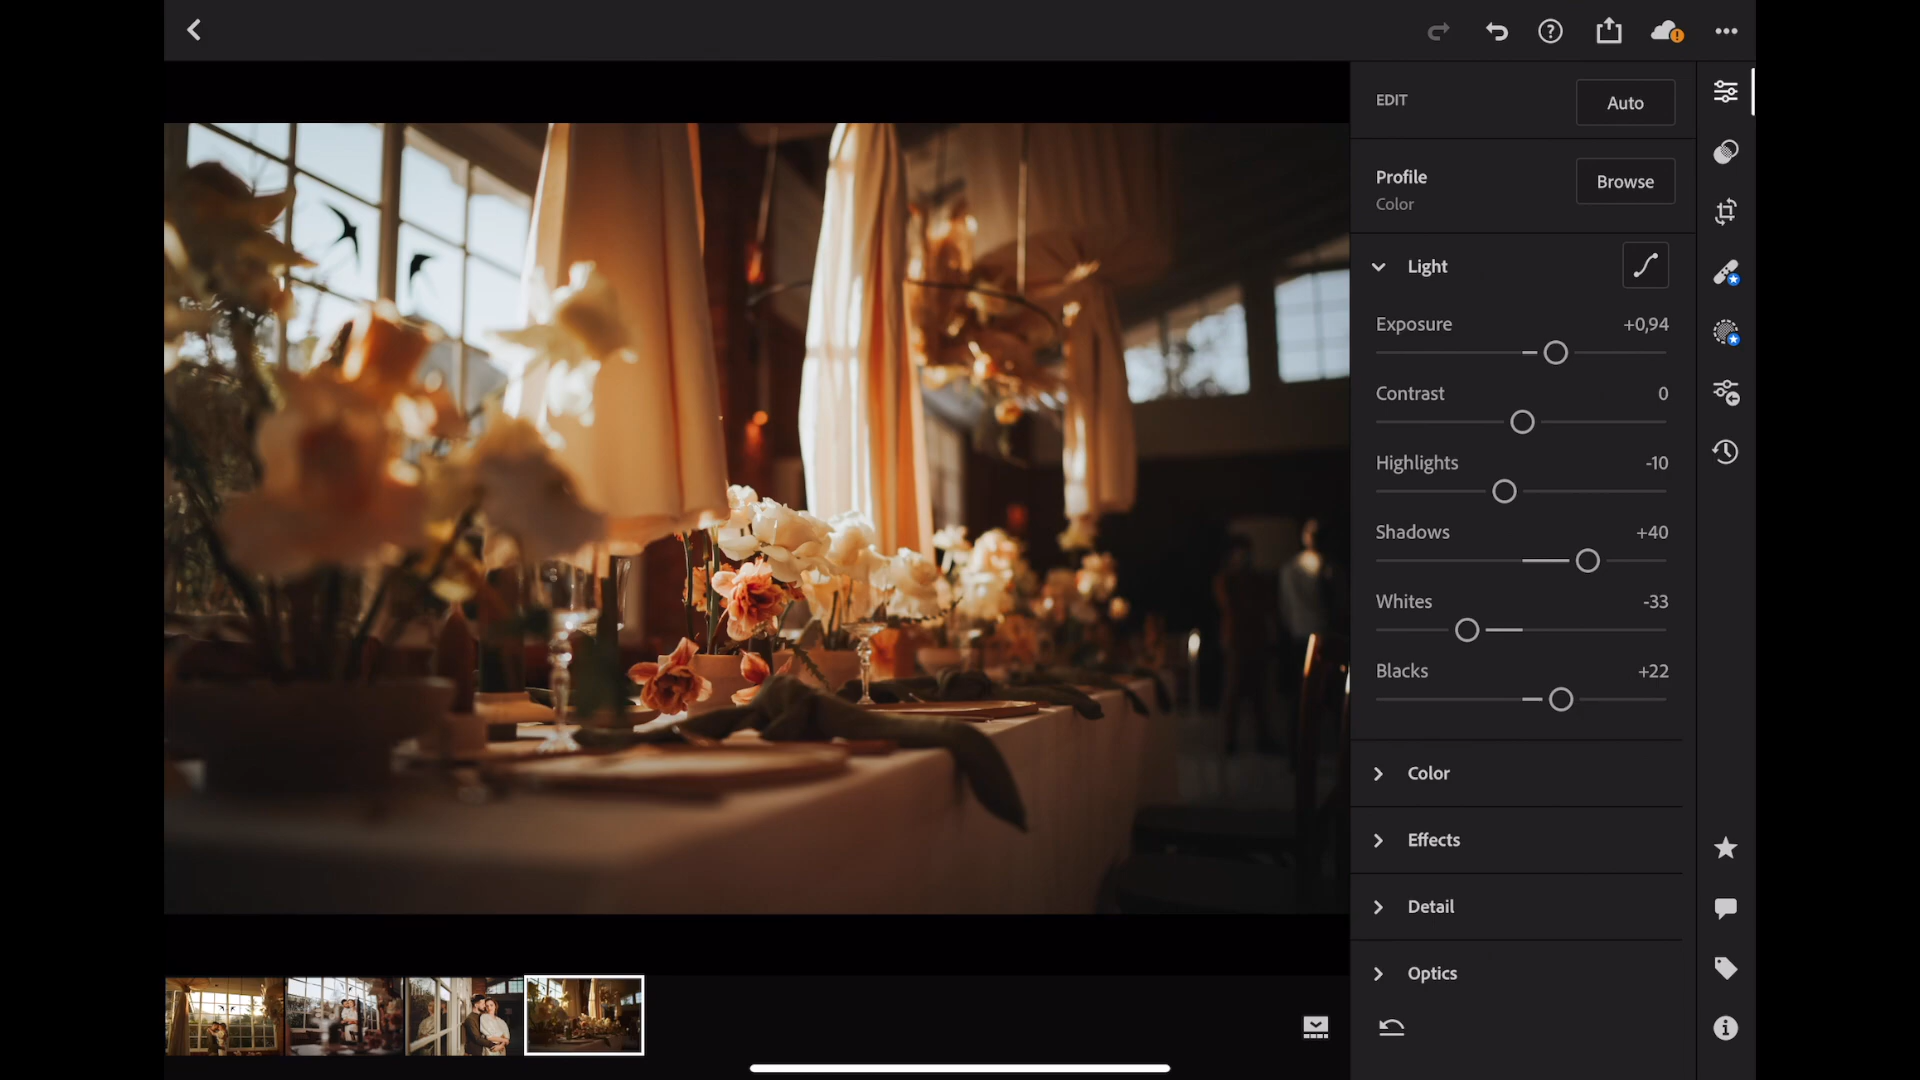 EDIT
Auto
Profile
Browse
Color
Light
Exposure +0,94
Contrast 0
Highlights -10
Shadows +40
Whites -33
Blacks +22
Color
Effects
Detail
Optics